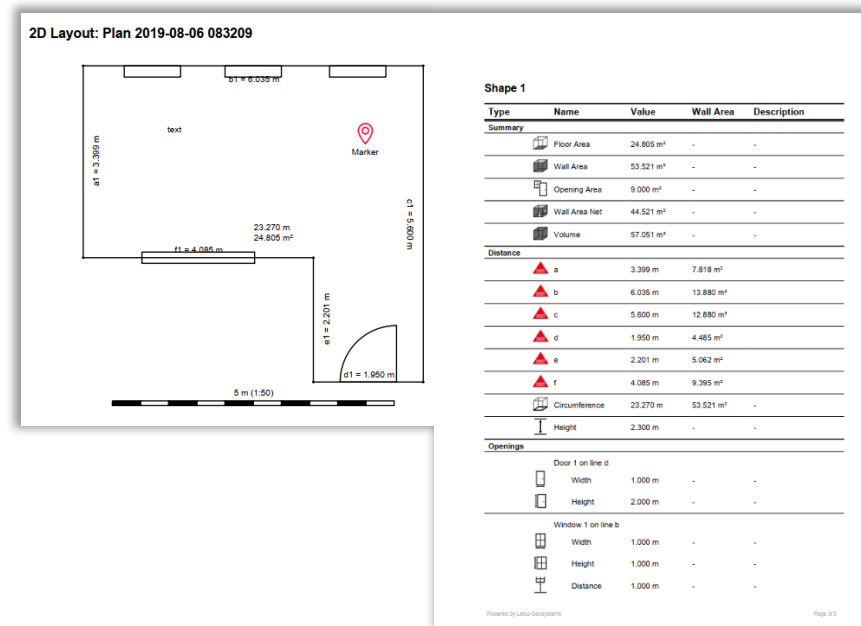 2D Layout: Plan 2019-08-06 083209
b1 = 6.035 m
text
Marker
a1 = 3.399 m
c1 = 5.600 m
23.270 m
24.805 m²
f1 = 4.085 m
e1 = 2.201 m
d1 = 1.950 m
5 m (1:50)
Shape 1
Type Name Value Wall Area Description
Summary
Floor Area 24.805 m² - -
Wall Area 53.521 m² - -
Opening Area 9.000 m² - -
Wall Area Net 44.521 m² - -
Volume 57.051 m³ - -
Distance
a 3.399 m 7.818 m²
b 6.035 m 13.880 m²
c 5.600 m 12.880 m²
d 1.950 m 4.485 m²
e 2.201 m 5.062 m²
f 4.085 m 9.395 m²
Circumference 23.270 m 53.521 m² -
Height 2.300 m - -
Openings
Door 1 on line d
Width 1.000 m - -
Height 2.000 m - -
Window 1 on line b
Width 1.000 m - -
Height 1.000 m - -
Distance 1.000 m - -
Powered by Leica Geosystems Page 3/5